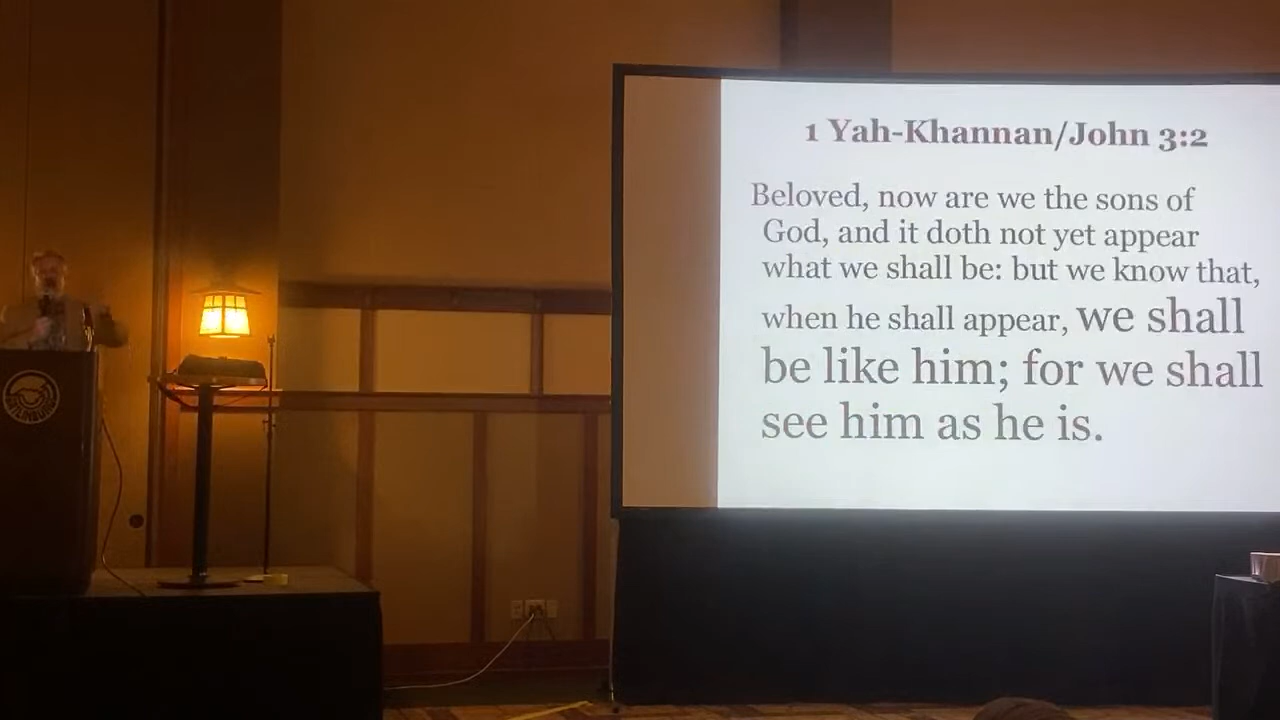 1 Yah-Khannan/John 3:2
Beloved, now are we the sons of
God, and it doth not yet appear
what we shall be: but we know that,
when he shall appear, we shall
be like him; for we shall
see him as he is.